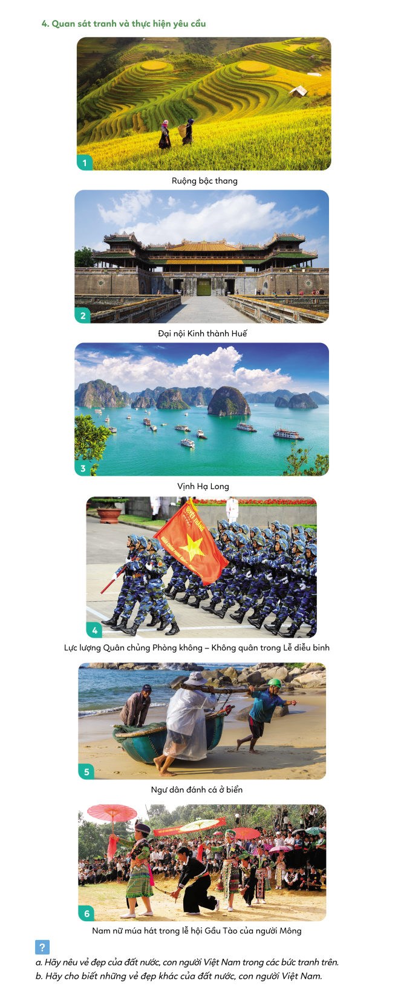 4. Quan sát tranh và thực hiện yêu cầu
1
Ruộng bậc thang
2
Đại nội Kinh thành Huế
3
Vịnh Hạ Long
QUYẾT THẮNG
4
Lực lượng Quân chủng Phòng không – Không quân trong Lễ diễu binh
5
Ngư dân đánh cá ở biển
6
Nam nữ múa hát trong lễ hội Gầu Tào của người Mông
?
a. Hãy nêu vẻ đẹp của đất nước, con người Việt Nam trong các bức tranh trên.
b. Hãy cho biết những vẻ đẹp khác của đất nước, con người Việt Nam.